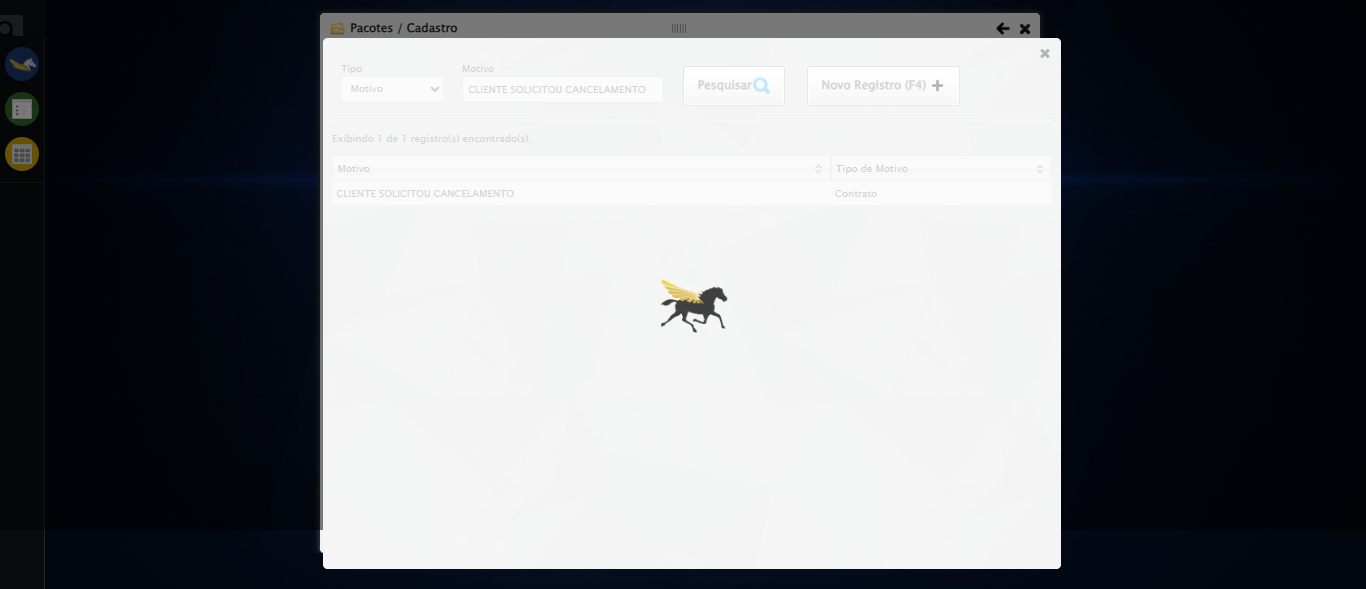 Pacotes / Cadastro
Tipo
Motivo
Motivo
CLIENTE SOLICITOU CANCELAMENTO
Pesquisar
Novo Registro (F4)
Exibindo 1 de 1 registro(s) encontrado(s).
Motivo
Tipo de Motivo
CLIENTE SOLICITOU CANCELAMENTO
Contrato